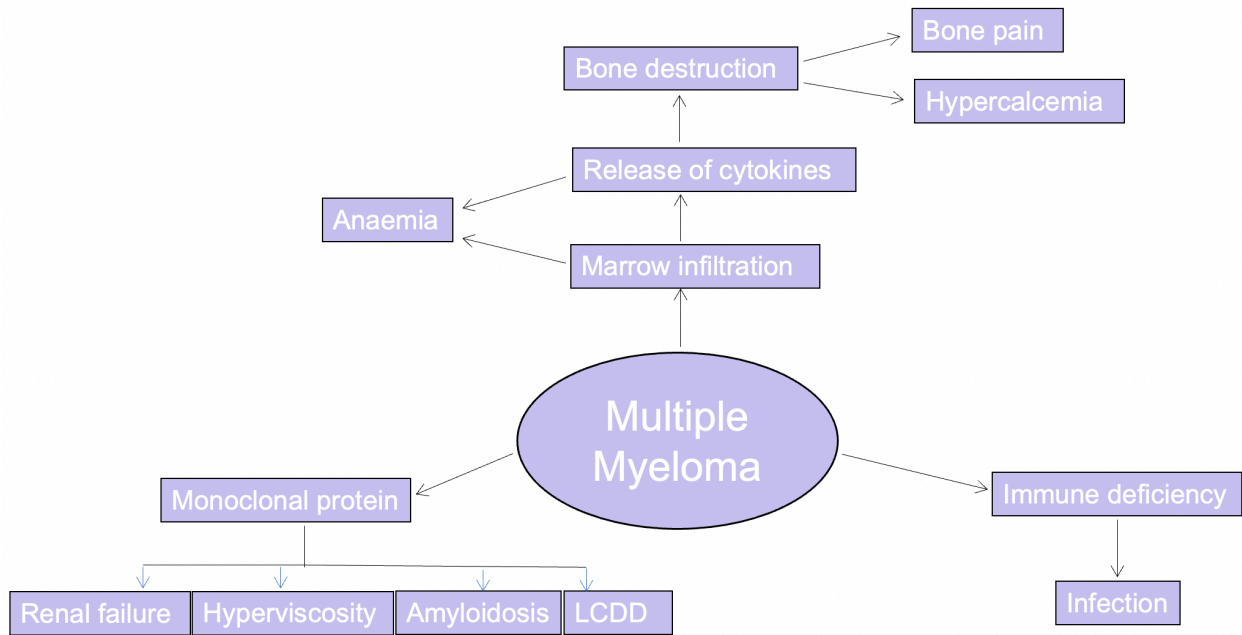 Bone pain
Bone destruction
Hypercalcemia
Release of cytokines
Anaemia
Marrow infiltration
Multiple
Myeloma
Monoclonal protein
Immune deficiency
Renal failure
Hyperviscosity
Amyloidosis
LCDD
Infection